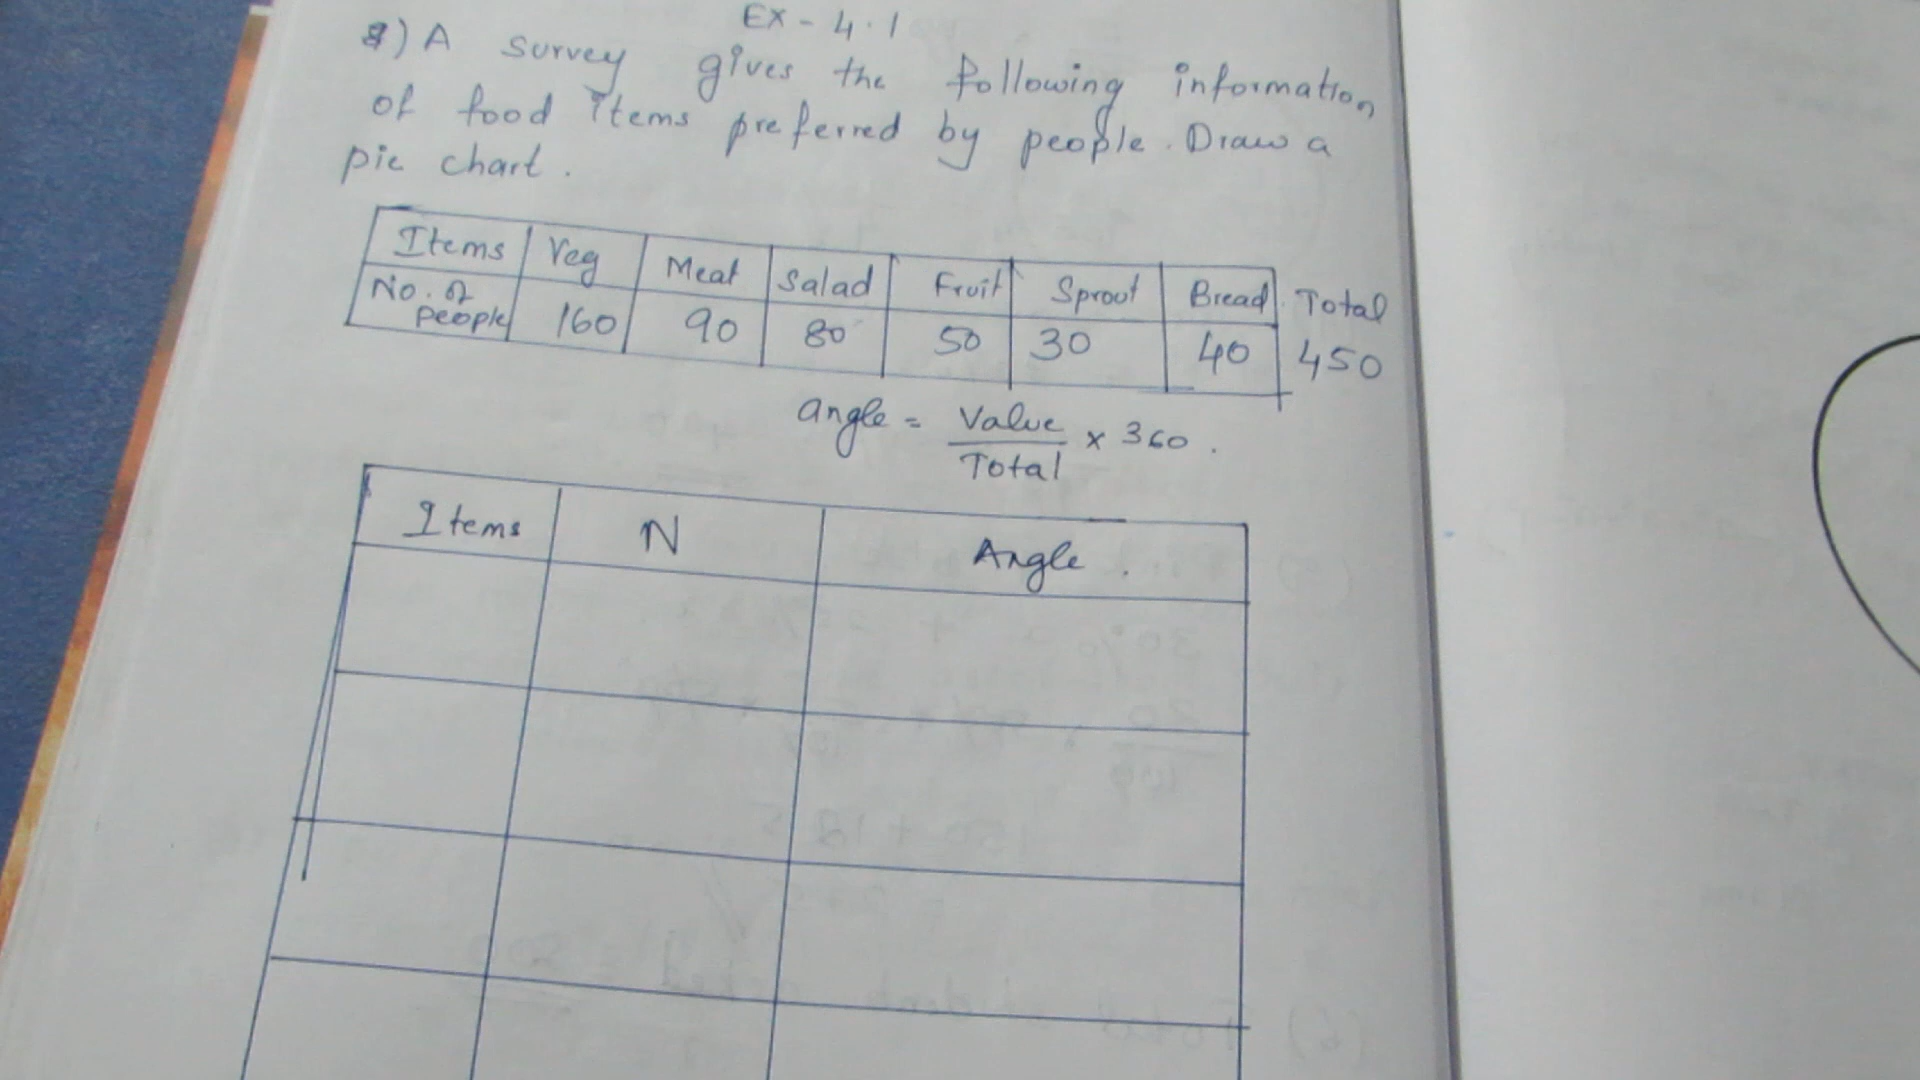 EX - 4.1
8) A survey gives the following information
of food items preferred by people. Draw a
pie chart.
Items Veg Meat Salad Fruit Sprout Bread Total
No. of people 160 90 80 50 30 40 450
angle = Value / Total x 360.
Items N Angle.